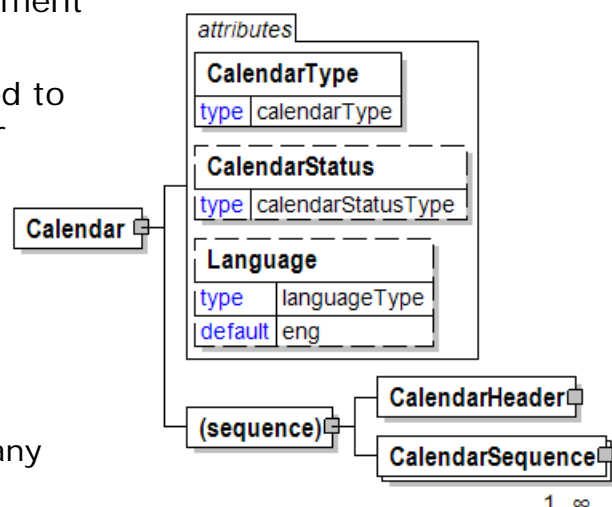 ment
attributes
CalendarType
type calendarType
ed to
CalendarStatus
type calendarStatusType
Calendar
Language
type languageType
default eng
(sequence)
CalendarHeader
CalendarSequence
any
1 ∞